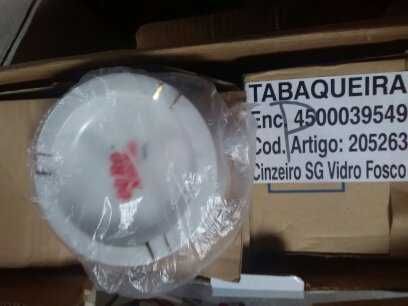 TABAQUEIRA
Enc. 4500039549
P
Cod. Artigo: 205263
Cinzeiro SG Vidro Fosco